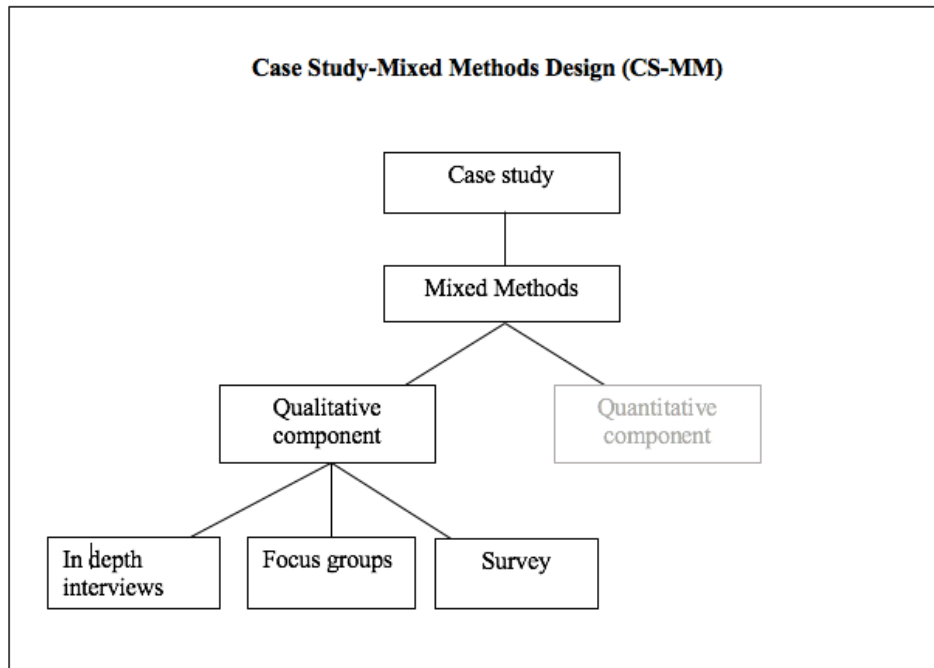 Case Study-Mixed Methods Design (CS-MM)
Case study
Mixed Methods
Qualitative
component
Quantitative
component
In depth
interviews
Focus groups
Survey